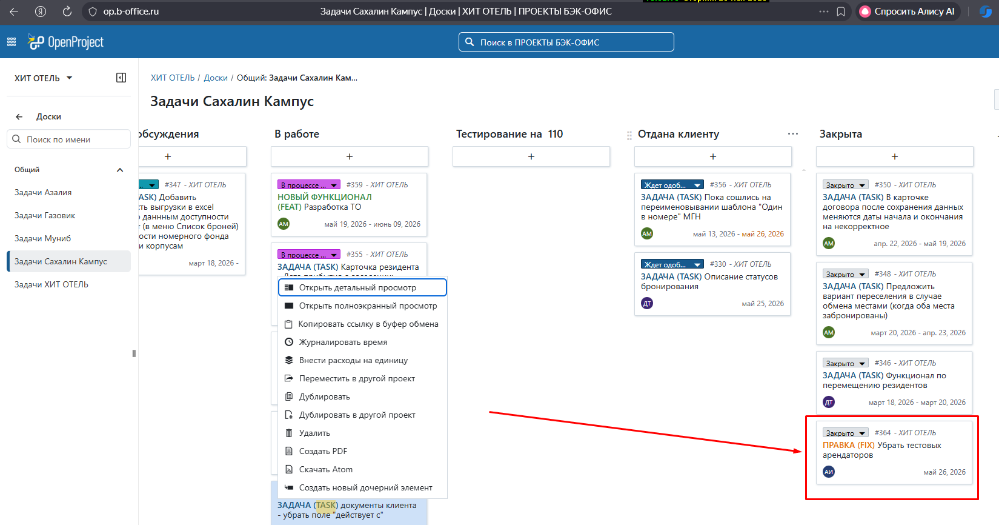 op.b-office.ru
Задачи Сахалин Кампус | Доски | ХИТ ОТЕЛЬ | ПРОЕКТЫ БЭК-ОФИС
Спросить Алису AI
OpenProject
Поиск в ПРОЕКТЫ БЭК-ОФИС
ХИТ ОТЕЛЬ
Доски
Поиск по имени
Общий
Задачи Азалия
Задачи Газовик
Задачи Муниб
Задачи Сахалин Кампус
Задачи ХИТ ОТЕЛЬ
ХИТ ОТЕЛЬ / Доски / Общий: Задачи Сахалин Кам...
Задачи Сахалин Кампус
обсуждения
+
#347 - ХИТ ОТЕЛЬ
TASK) Добавить
сть выгрузки в excel
о даннным доступности
т (в меню Список броней)
ости номерного фонда
и корпусам
март 18, 2026 -
В работе
+
В процессе ...
#359 - ХИТ ОТЕЛЬ
НОВЫЙ ФУНКЦИОНАЛ
(FEAT) Разработка ТО
АМ
май 19, 2026 - июнь 09, 2026
В процессе ...
#355 - ХИТ ОТЕЛЬ
ЗАДАЧА (TASK) Карточка резидента
Открыть детальный просмотр
Открыть полноэкранный просмотр
Копировать ссылку в буфер обмена
Журналировать время
Внести расходы на единицу
Переместить в другой проект
Дублировать
Дублировать в другой проект
Удалить
Создать PDF
Скачать Atom
Создать новый дочерний элемент
ЗАДАЧА (TASK) документы клиента
- убрать поле "действует с"
Тестирование на 110
+
Отдана клиенту
+
Ждет одоб...
#356 - ХИТ ОТЕЛЬ
ЗАДАЧА (TASK) Пока сошлись на
переименовывании шаблона "Один
в номере" МГН
АМ
май 13, 2026 - май 26, 2026
Ждет одоб...
#330 - ХИТ ОТЕЛЬ
ЗАДАЧА (TASK) Описание статусов
бронирования
ДТ
май 25, 2026
Закрыта
+
Закрыто
#350 - ХИТ ОТЕЛЬ
ЗАДАЧА (TASK) В карточке
договора после сохранения данных
меняются даты начала и окончания
на некорректное
АМ
апр. 22, 2026 - май 19, 2026
Закрыто
#348 - ХИТ ОТЕЛЬ
ЗАДАЧА (TASK) Предложить
вариант переселения в случае
обмена местами (когда оба места
забронированы)
АМ
март 20, 2026 - апр. 23, 2026
Закрыто
#346 - ХИТ ОТЕЛЬ
ЗАДАЧА (TASK) Функционал по
перемещению резидентов
ДТ
март 18, 2026 - март 20, 2026
Закрыто
#364 - ХИТ ОТЕЛЬ
ПРАВКА (FIX) Убрать тестовых
арендаторов
АИ
май 26, 2026